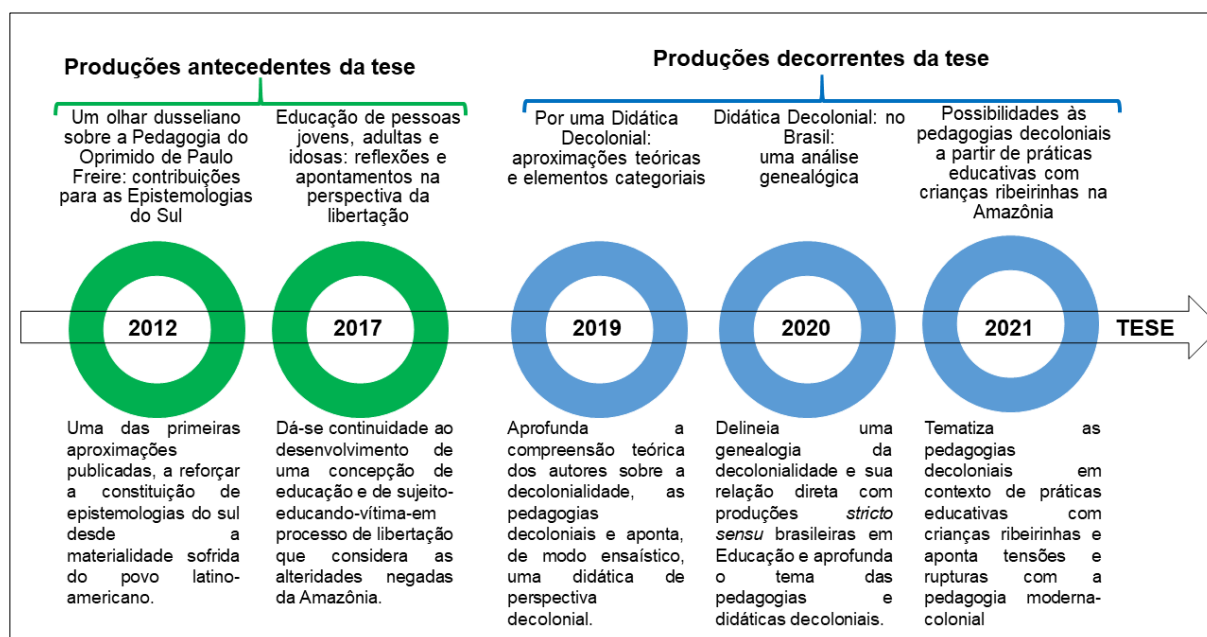 Produções antecedentes da tese
Produções decorrentes da tese
Um olhar dusseliano
sobre a Pedagogia do
Oprimido de Paulo
Freire: contribuições
para as Epistemologias
do Sul
Educação de pessoas
jovens, adultas e
idosas: reflexões e
apontamentos na
perspectiva da
libertação
Por uma Didática
Decolonial:
aproximações teóricas
e elementos categoriais
Didática Decolonial: no
Brasil:
uma análise
genealógica
Possibilidades às
pedagogias decoloniais
a partir de práticas
educativas com
crianças ribeirinhas na
Amazônia
2012
2017
2019
2020
2021
TESE
Uma das primeiras
aproximações
publicadas, a reforçar
a constituição de
epistemologias do sul
desde a
materialidade sofrida
do povo latino-
americano.
Dá-se continuidade ao
desenvolvimento de
uma concepção de
educação e de sujeito-
educando-vítima-em
processo de libertação
que considera as
alteridades negadas
da Amazônia.
Aprofunda a
compreensão teórica
dos autores sobre a
decolonialidade, as
pedagogias
decoloniais e aponta,
de modo ensaístico,
uma didática de
perspectiva
decolonial.
Delineia uma
genealogia da
decolonialidade e sua
relação direta com
produções stricto
sensu brasileiras em
Educação e aprofunda
o tema das
pedagogias e
didáticas decoloniais.
Tematiza as
pedagogias
decoloniais em
contexto de práticas
educativas com
crianças ribeirinhas e
aponta tensões e
rupturas com a
pedagogia moderna-
colonial